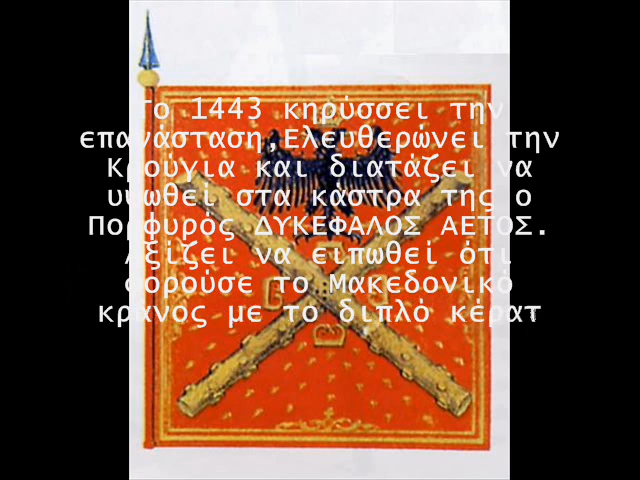 Το 1443 κηρύσσει την
επανάσταση,Ελευθερώνει την
Κρούγια και διατάζει να
υψωθεί στα κάστρα της ο
Πορφυρός ΔΥΚΕΦΑΛΟΣ ΑΕΤΟΣ.
Αξίζει να ειπωθεί ότι
φορούσε το Μακεδονικό
κράνος με το διπλό κέρατ